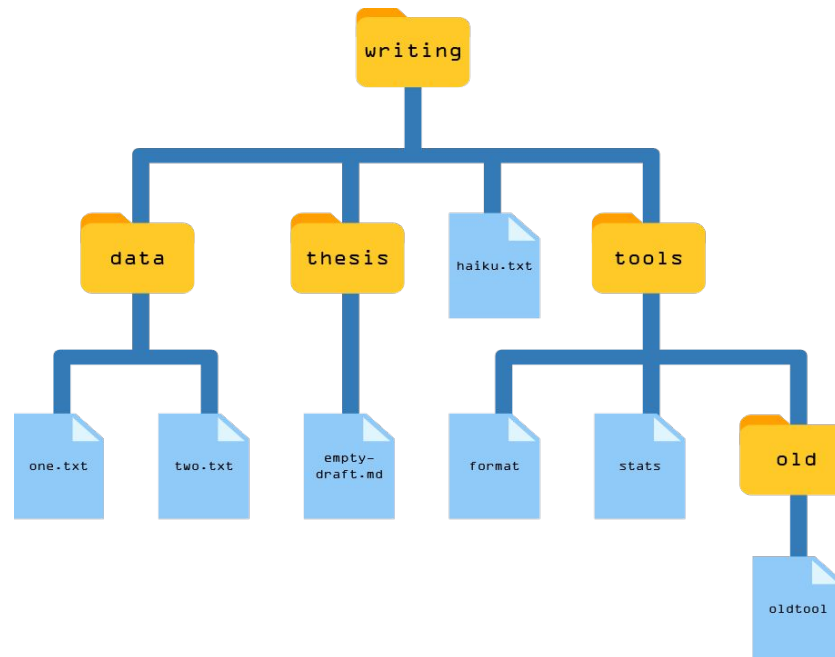 writing
data
thesis
haiku.txt
tools
one.txt
two.txt
empty-
draft.md
format
stats
old
oldtool